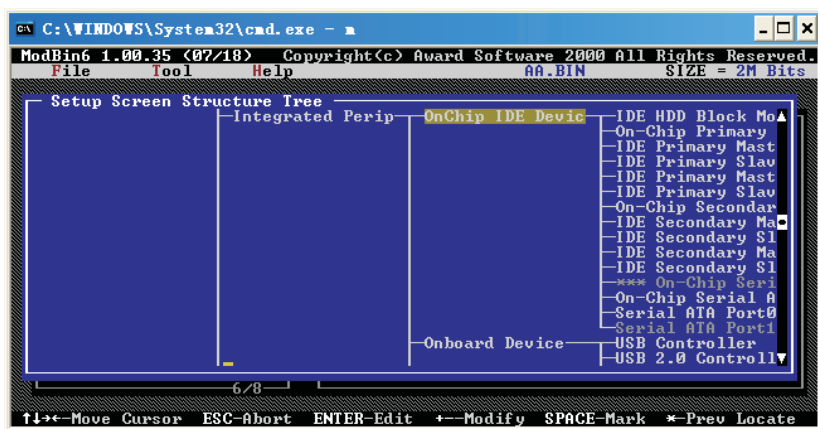 C:\WINDOWS\System32\cmd.exe - m
ModBin6 1.00.35 (07/18) Copyright(c) Award Software 2000 All Rights Reserved.
File Tool Help AA.BIN SIZE = 2M Bits
Setup Screen Structure Tree
Integrated Perip OnChip IDE Devic IDE HDD Block Mo
On-Chip Primary
IDE Primary Mast
IDE Primary Slav
IDE Primary Mast
IDE Primary Slav
On-Chip Secondar
IDE Secondary Ma
IDE Secondary Sl
IDE Secondary Ma
IDE Secondary Sl
*** On-Chip Seri
On-Chip Serial A
Serial ATA Port0
Serial ATA Port1
Onboard Device USB Controller
USB 2.0 Controll
6/8
↑↓→←-Move Cursor ESC-Abort ENTER-Edit +--Modify SPACE-Mark *-Prev Locate